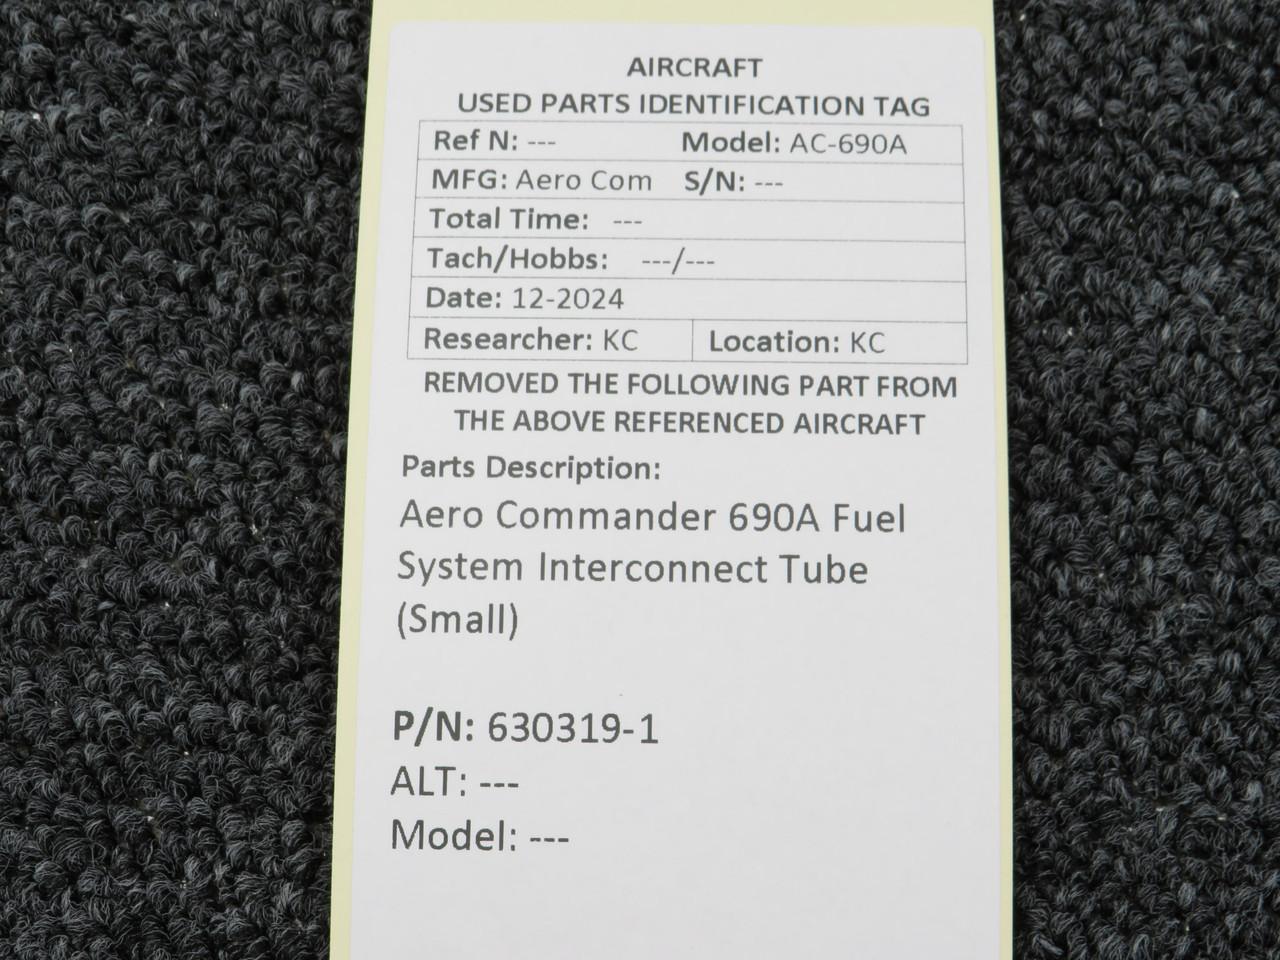 AIRCRAFT
USED PARTS IDENTIFICATION TAG
Ref N: --- Model: AC-690A
MFG: Aero Com S/N: ---
Total Time: ---
Tach/Hobbs: ---/---
Date: 12-2024
Researcher: KC Location: KC
REMOVED THE FOLLOWING PART FROM
THE ABOVE REFERENCED AIRCRAFT
Parts Description:
Aero Commander 690A Fuel
System Interconnect Tube
(Small)
P/N: 630319-1
ALT: ---
Model: ---